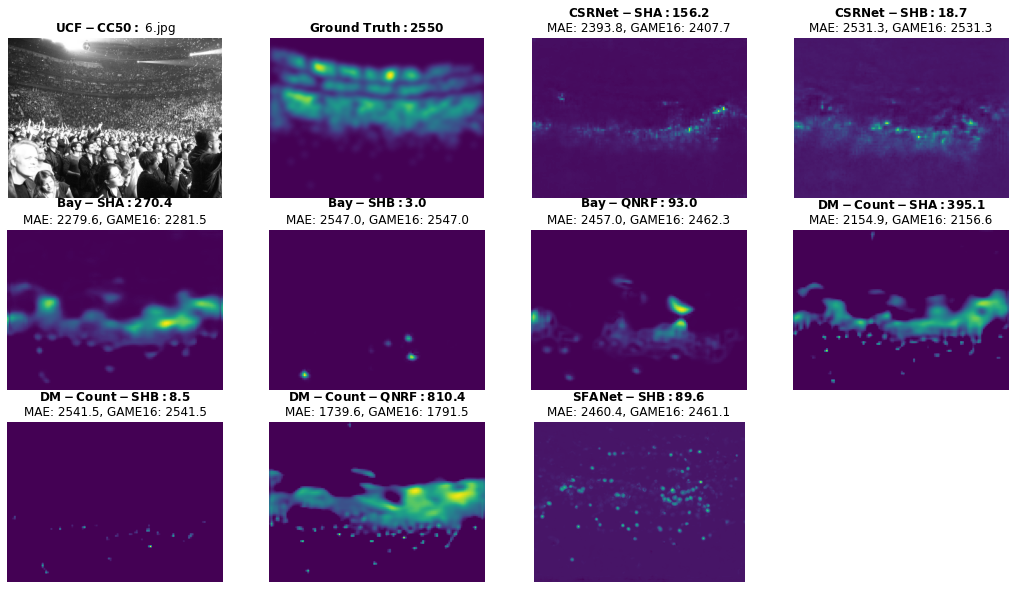 UCF − CC50: 6.jpg
Ground Truth: 2550
CSRNet − SHA: 156.2
MAE: 2393.8, GAME16: 2407.7
CSRNet − SHB: 18.7
MAE: 2531.3, GAME16: 2531.3
Bay − SHA: 270.4
MAE: 2279.6, GAME16: 2281.5
Bay − SHB: 3.0
MAE: 2547.0, GAME16: 2547.0
Bay − QNRF: 93.0
MAE: 2457.0, GAME16: 2462.3
DM − Count − SHA: 395.1
MAE: 2154.9, GAME16: 2156.6
DM − Count − SHB: 8.5
MAE: 2541.5, GAME16: 2541.5
DM − Count − QNRF: 810.4
MAE: 1739.6, GAME16: 1791.5
SFANet − SHB: 89.6
MAE: 2460.4, GAME16: 2461.1